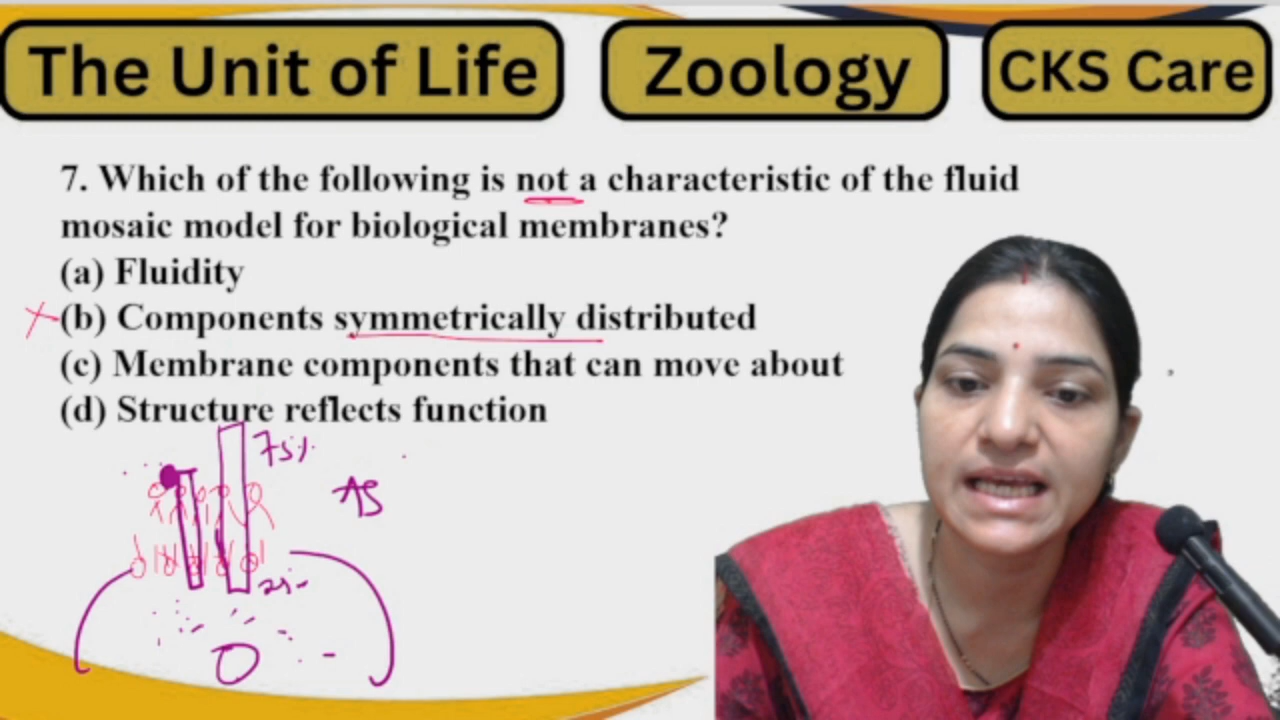 The Unit of Life
Zoology
CKS Care
7. Which of the following is not a characteristic of the fluid
mosaic model for biological membranes?
(a) Fluidity
(b) Components symmetrically distributed
(c) Membrane components that can move about
(d) Structure reflects function
75%
AS